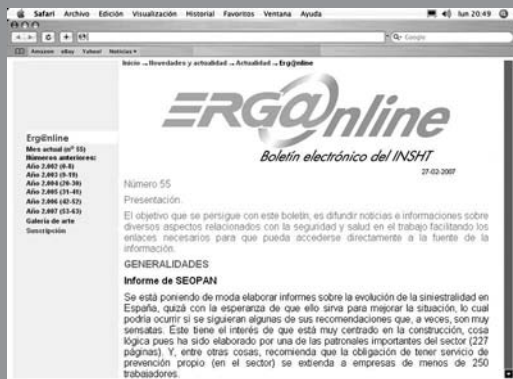 Safari Archivo Edición Visualización Historial Favoritos Ventana Ayuda lun 20:49
Google
Amazon eBay Yahoo! Noticias
Inicio → Novedades y actualidad → Actualidad → Erg@nline
ERG@nline
Boletín electrónico del INSHT
27-02-2007
Erg@nline
Mes actual (nº 55)
Números anteriores:
Año 2.002 (0-8)
Año 2.003 (9-19)
Año 2.004 (20-30)
Año 2.005 (31-41)
Año 2.006 (42-52)
Año 2.007 (53-63)
Galería de arte
Suscripción
Número 55
Presentación.
El objetivo que se persigue con este boletín, es difundir noticias e informaciones sobre
diversos aspectos relacionados con la seguridad y salud en el trabajo facilitando los
enlaces necesarios para que pueda accederse directamente a la fuente de la
información.
GENERALIDADES
Informe de SEOPAN
Se está poniendo de moda elaborar informes sobre la evolución de la siniestralidad en
España, quizá con la esperanza de que ello sirva para mejorar la situación, lo cual
podría ocurrir si se siguieran algunas de sus recomendaciones que, a veces, son muy
sensatas. Éste tiene el interés de que está muy centrado en la construcción, cosa
lógica pues ha sido elaborado por una de las patronales importantes del sector (227
páginas). Y, entre otras cosas, recomienda que la obligación de tener servicio de
prevención propio (en el sector) se extienda a empresas de menos de 250
trabajadores.